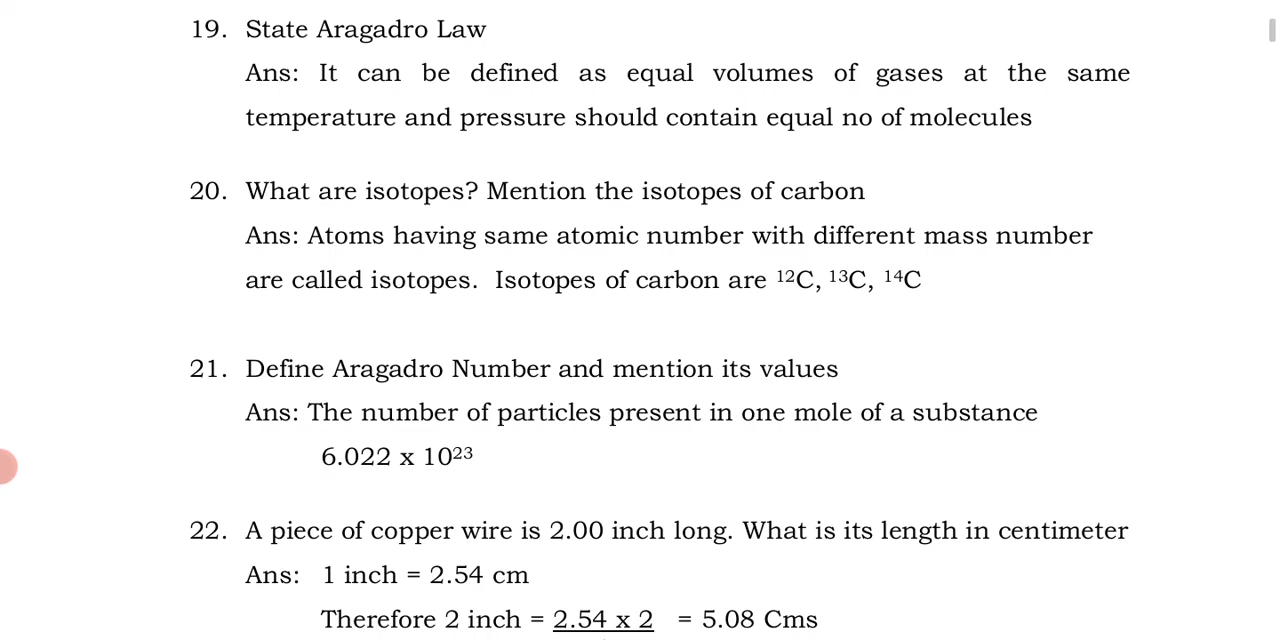 19. State Aragadro Law
Ans: It can be defined as equal volumes of gases at the same
temperature and pressure should contain equal no of molecules
20. What are isotopes? Mention the isotopes of carbon
Ans: Atoms having same atomic number with different mass number
are called isotopes. Isotopes of carbon are ¹²C, ¹³C, ¹⁴C
21. Define Aragadro Number and mention its values
Ans: The number of particles present in one mole of a substance
6.022 x 10²³
22. A piece of copper wire is 2.00 inch long. What is its length in centimeter
Ans: 1 inch = 2.54 cm
Therefore 2 inch = 2.54 x 2 = 5.08 Cms